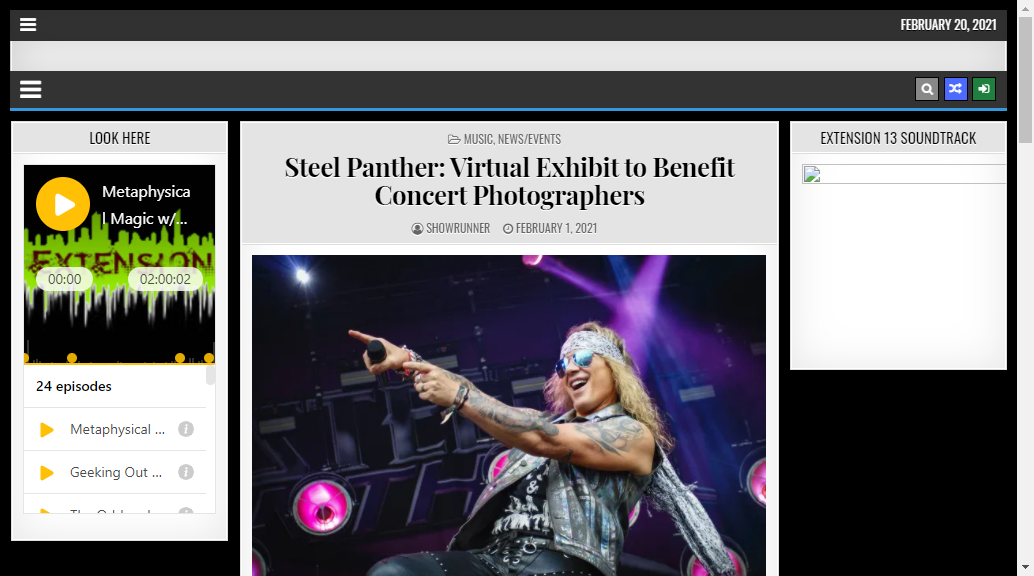 FEBRUARY 20, 2021
LOOK HERE
Metaphysica
l Magic w/...
EXTENSION
00:00
02:00:02
24 episodes
Metaphysical ...
Geeking Out ...
MUSIC, NEWS/EVENTS
Steel Panther: Virtual Exhibit to Benefit
Concert Photographers
SHOWRUNNER
FEBRUARY 1, 2021
EXTENSION 13 SOUNDTRACK